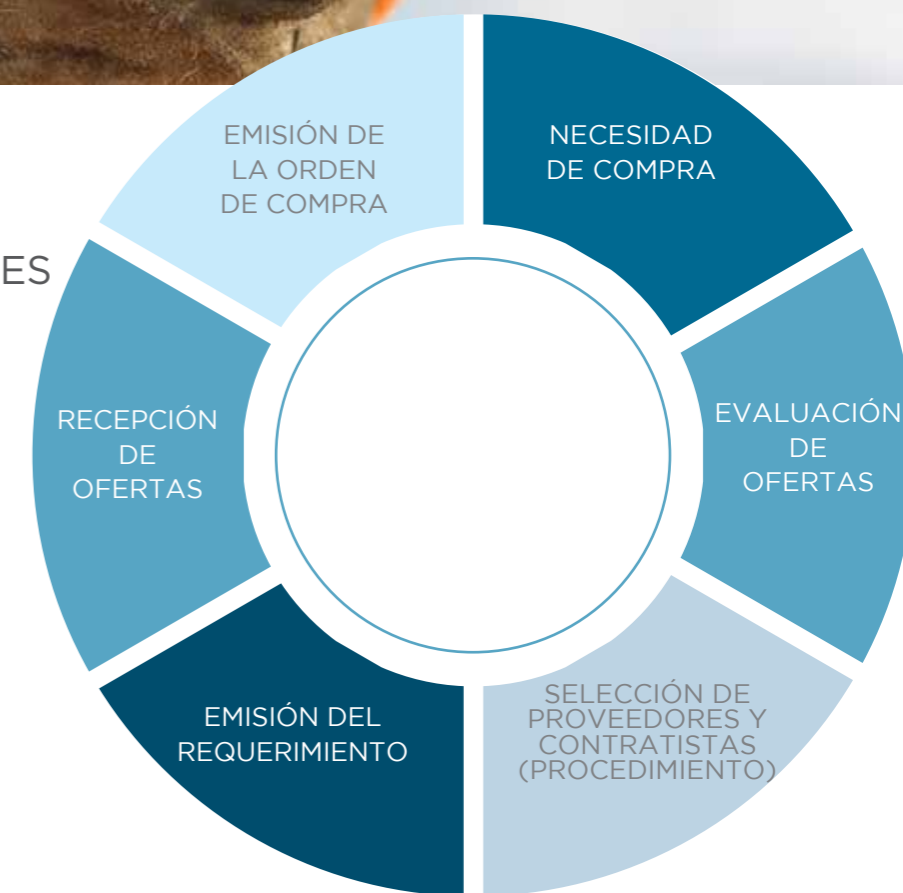 EMISIÓN DE
LA ORDEN
DE COMPRA
NECESIDAD
DE COMPRA
ES
RECEPCIÓN
DE
OFERTAS
EVALUACIÓN
DE
OFERTAS
EMISIÓN DEL
REQUERIMIENTO
SELECCIÓN DE
PROVEEDORES Y
CONTRATISTAS
(PROCEDIMIENTO)